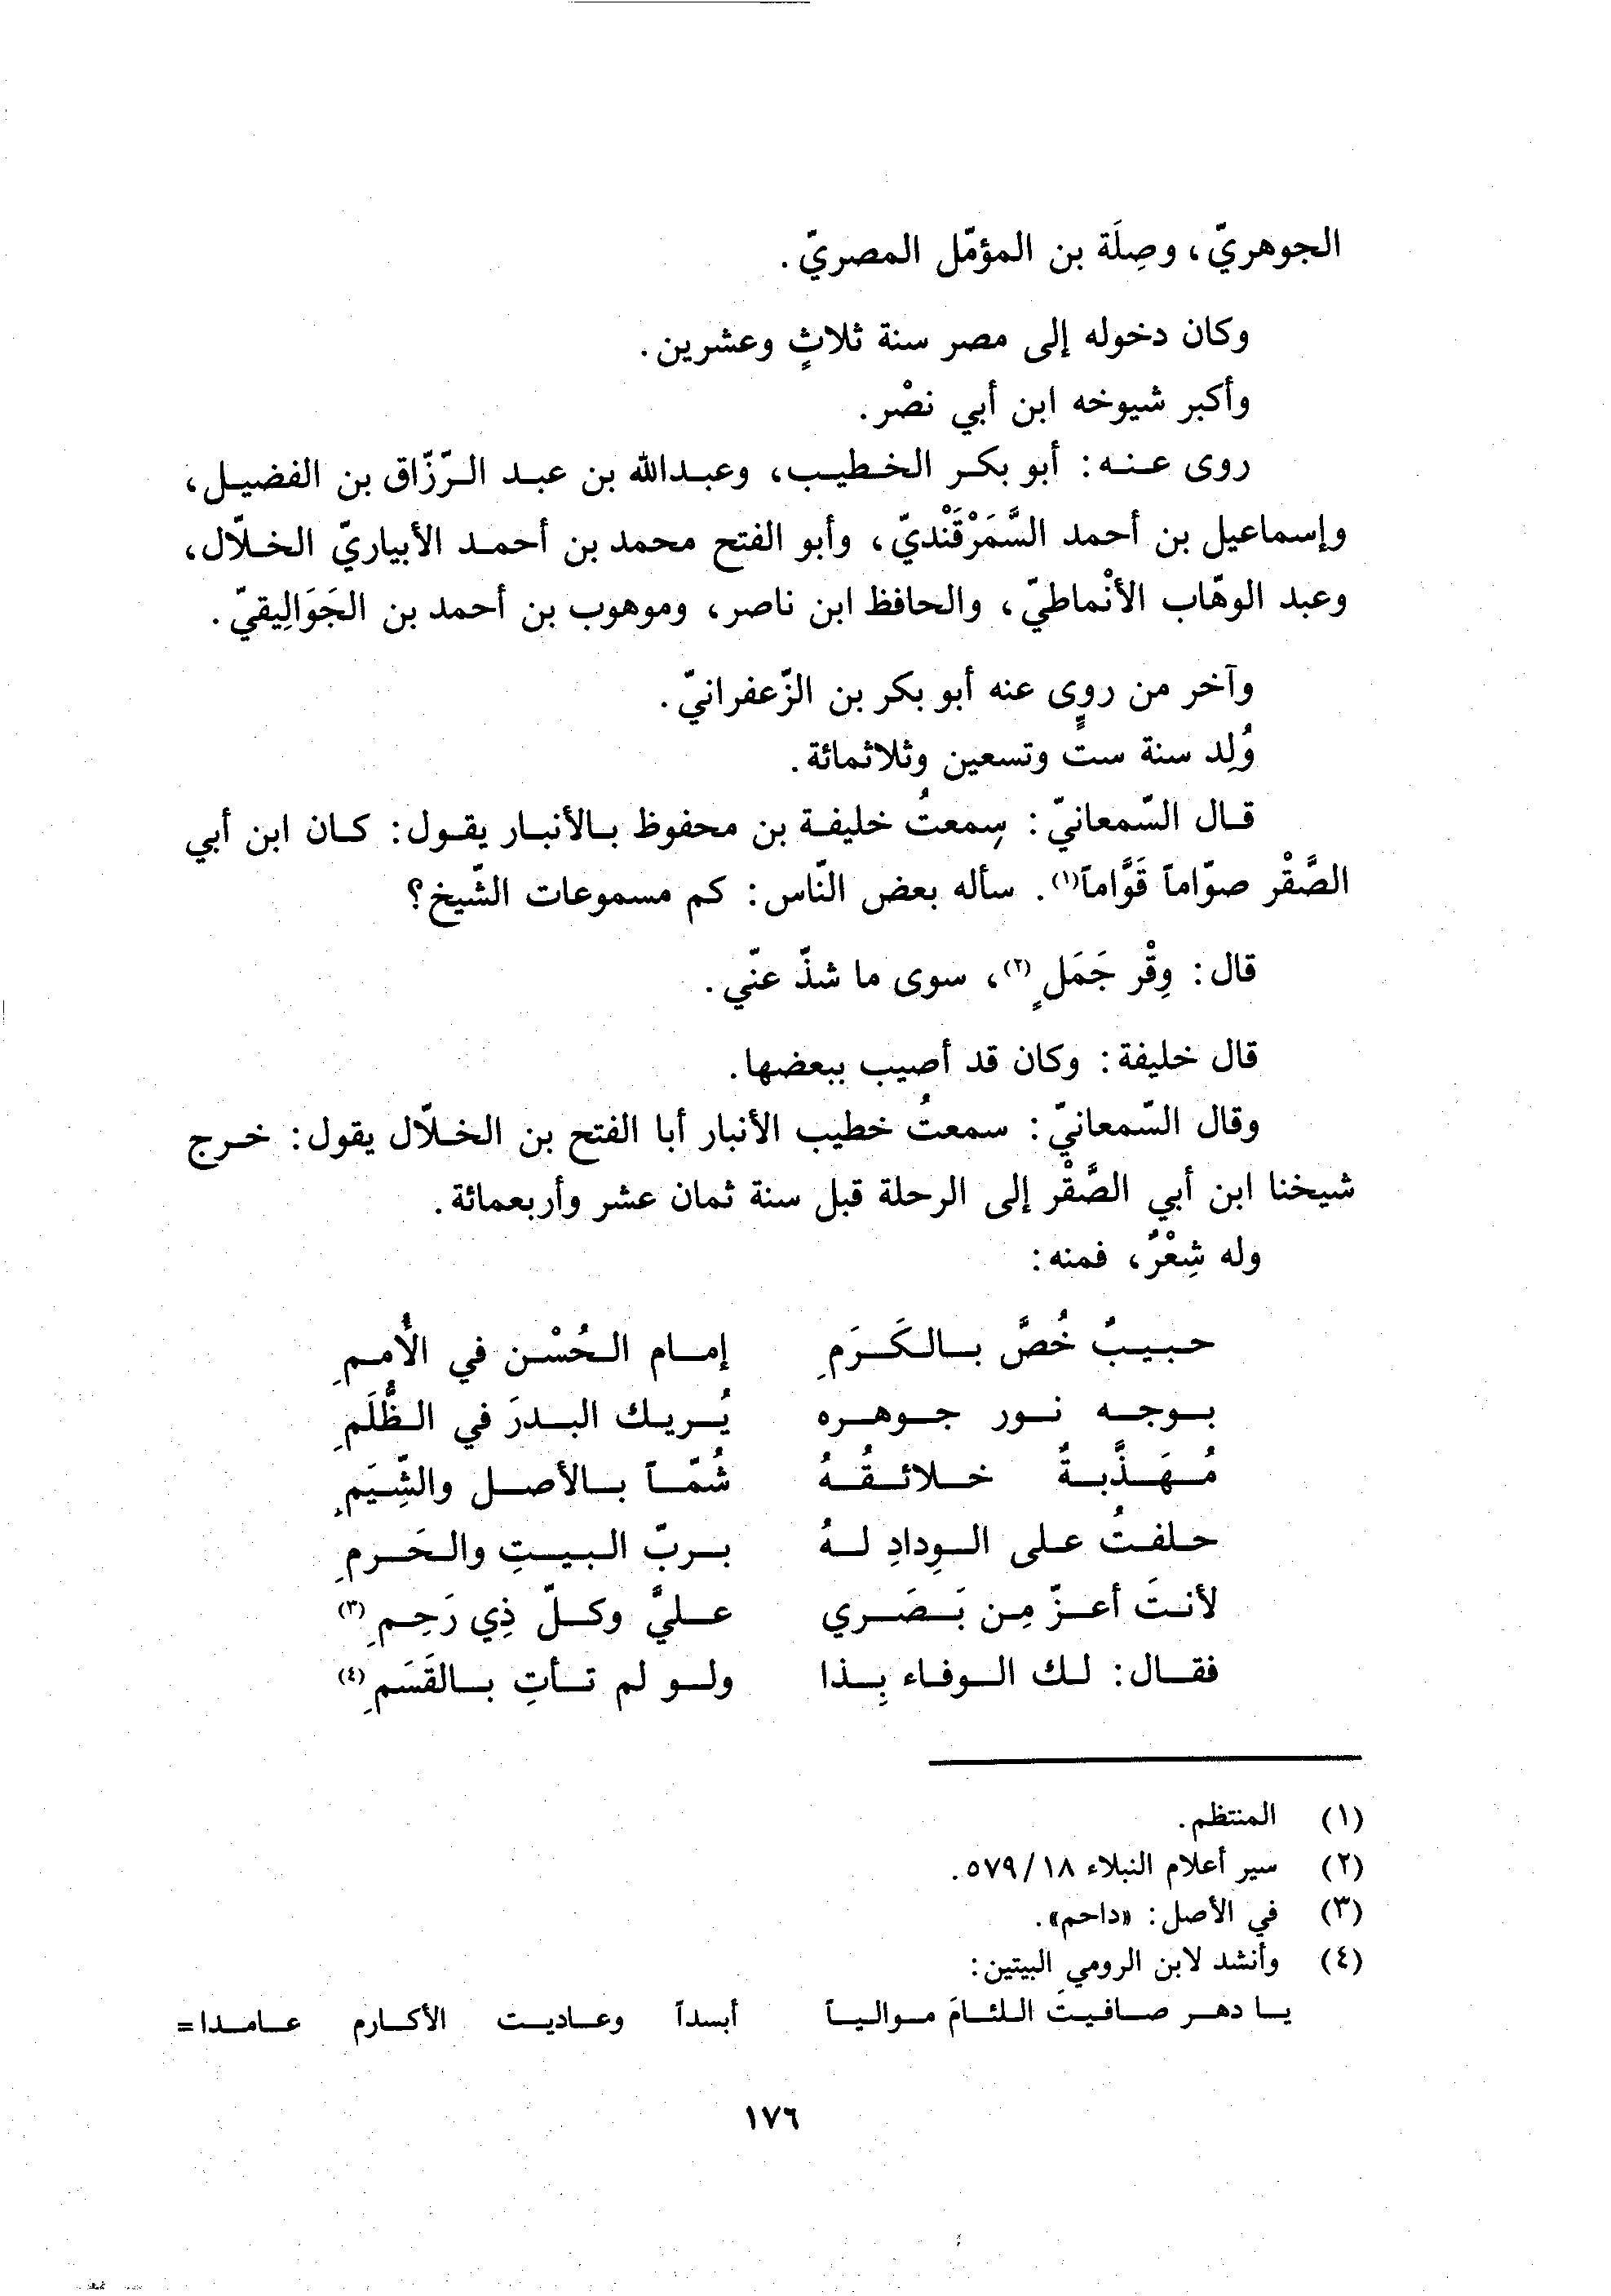 الجوهريّ، وصِلَة بن المؤمّل المصريّ.
وكان دخوله إلى مصر سنة ثلاثٍ وعشرين.
وأكبر شيوخه ابن أبي نصْر.
روى عنه: أبو بكر الخطيب، وعبدالله بن عبد الرّزّاق بن الفضيل،
وإسماعيل بن أحمد السَّمَرْقَنْديّ، وأبو الفتح محمد بن أحمد الأبياريّ الخلّال،
وعبد الوهّاب الأنْماطيّ، والحافظ ابن ناصر، وموهوب بن أحمد بن الجَوَالِيقيّ.
وآخر من روى عنه أبو بكر بن الزّعفرانيّ.
وُلِد سنة ستٍّ وتسعين وثلاثمائة.
قال السّمعانيّ: سِمعتُ خليفة بن محفوظ بالأنبار يقول: كان ابن أبي
الصَّقْر صوّاماً قَوَّاماً(١). سأله بعض النّاس: كم مسموعات الشّيخ؟
قال: وِقْر جَمَلٍ(٢)، سوى ما شذّ عنّي.
قال خليفة: وكان قد أصيب ببعضها.
وقال السّمعانيّ: سمعتُ خطيب الأنبار أبا الفتح بن الخلّال يقول: خرج
شيخنا ابن أبي الصَّقْر إلى الرحلة قبل سنة ثمان عشر وأربعمائة.
وله شِعْرٌ، فمنه:
حبيبٌ خُصَّ بالكَرَمِ إمام الحُسْن في الأُممِ
بوجه نور جوهره يُريك البدرَ في الظُّلَمِ
مُهَذَّبةٌ خلائقُهُ شُمّاً بالأصل والشِّيَمِ
حلفتُ على الوِدادِ لهُ بربّ البيتِ والحَرمِ
لأنتَ أعزّ مِن بَصَري عليَّ وكلّ ذِي رَحِمِ(٣)
فقال: لك الوفاء بِذا ولو لم تأتِ بالقَسَمِ(٤)
(١) المنتظم.
(٢) سير أعلام النبلاء ٥٧٩/١٨.
(٣) في الأصل: «داحم».
(٤) وأنشد لابن الرومي البيتين:
يا دهر صافيتَ اللئامَ موالياً أبسداً وعاديت الأكارم عامدا=
١٧٦